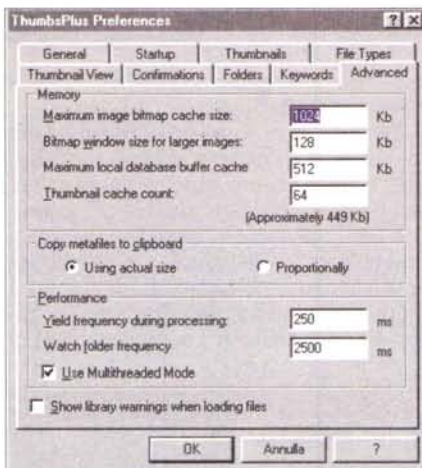 ThumbsPlus Preferences ? x
General Startup Thumbnails File Types
Thumbnail View Confirmations Folders Keywords Advanced
Memory
Maximum image bitmap cache size: 1024 Kb
Bitmap window size for larger images: 128 Kb
Maximum local database buffer cache 512 Kb
Thumbnail cache count: 64
(Approximately 449 Kb)
Copy metafiles to clipboard
Using actual size Proportionally
Performance
Yield frequency during processing: 250 ms
Watch folder frequency 2500 ms
Use Multithreaded Mode
Show library warnings when loading files
OK Annulla ?